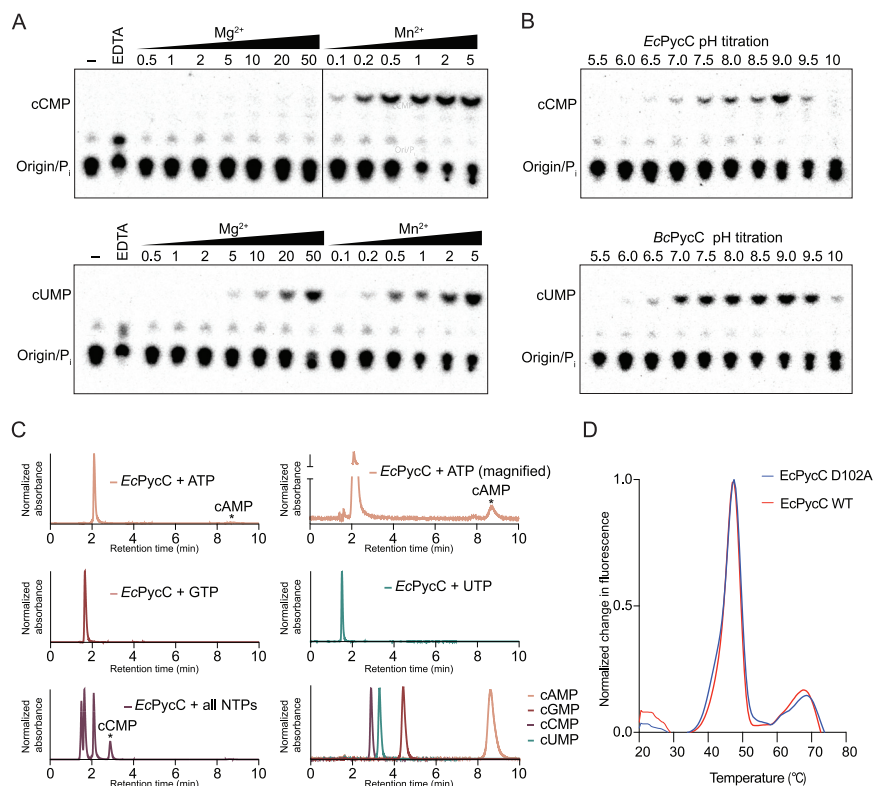 A
Mg2+
Mn2+
– EDTA 0.5 1 2 5 10 20 50 0.1 0.2 0.5 1 2 5
cCMP
cCMP
Ori/P
Origin/Pi
Mg2+
Mn2+
– EDTA 0.5 1 2 5 10 20 50 0.1 0.2 0.5 1 2 5
cUMP
Origin/Pi
B
EcPycC pH titration
5.5 6.0 6.5 7.0 7.5 8.0 8.5 9.0 9.5 10
cCMP
Origin/Pi
BcPycC pH titration
5.5 6.0 6.5 7.0 7.5 8.0 8.5 9.0 9.5 10
cUMP
Origin/Pi
C
Normalized
absorbance
EcPycC + ATP
cAMP
*
0 2 4 6 8 10
Retention time (min)
Normalized
absorbance
EcPycC + ATP (magnified)
cAMP
*
0 2 4 6 8 10
Retention time (min)
Normalized
absorbance
EcPycC + GTP
0 2 4 6 8 10
Retention time (min)
Normalized
absorbance
EcPycC + UTP
0 2 4 6 8 10
Retention time (min)
Normalized
absorbance
EcPycC + all NTPs
cCMP
*
0 2 4 6 8 10
Retention time (min)
Normalized
absorbance
cAMP
cGMP
cCMP
cUMP
0 2 4 6 8 10
Retention time (min)
D
EcPycC D102A
EcPycC WT
Normalized change in fluorescence
1.0
0.5
0.0
20 30 40 50 60 70 80
Temperature (℃)